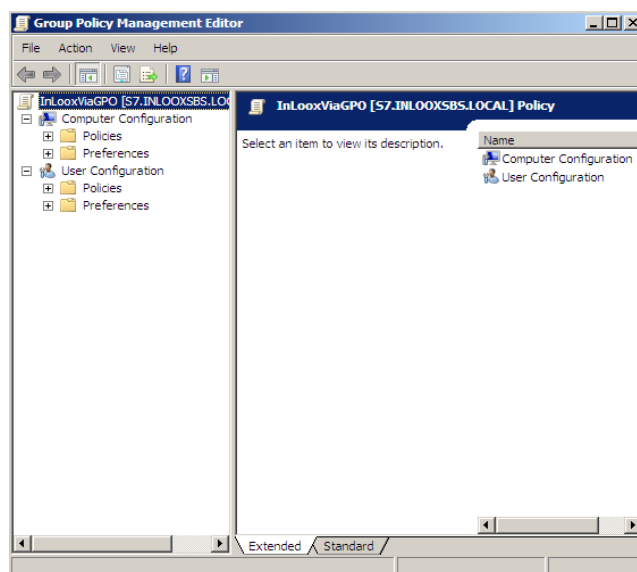 Group Policy Management Editor
File Action View Help
InLooxViaGPO [S7.INLOOXSBS.LO
Computer Configuration
Policies
Preferences
User Configuration
Policies
Preferences
InLooxViaGPO [S7.INLOOXSBS.LOCAL] Policy
Select an item to view its description.
Name
Computer Configuration
User Configuration
Extended Standard